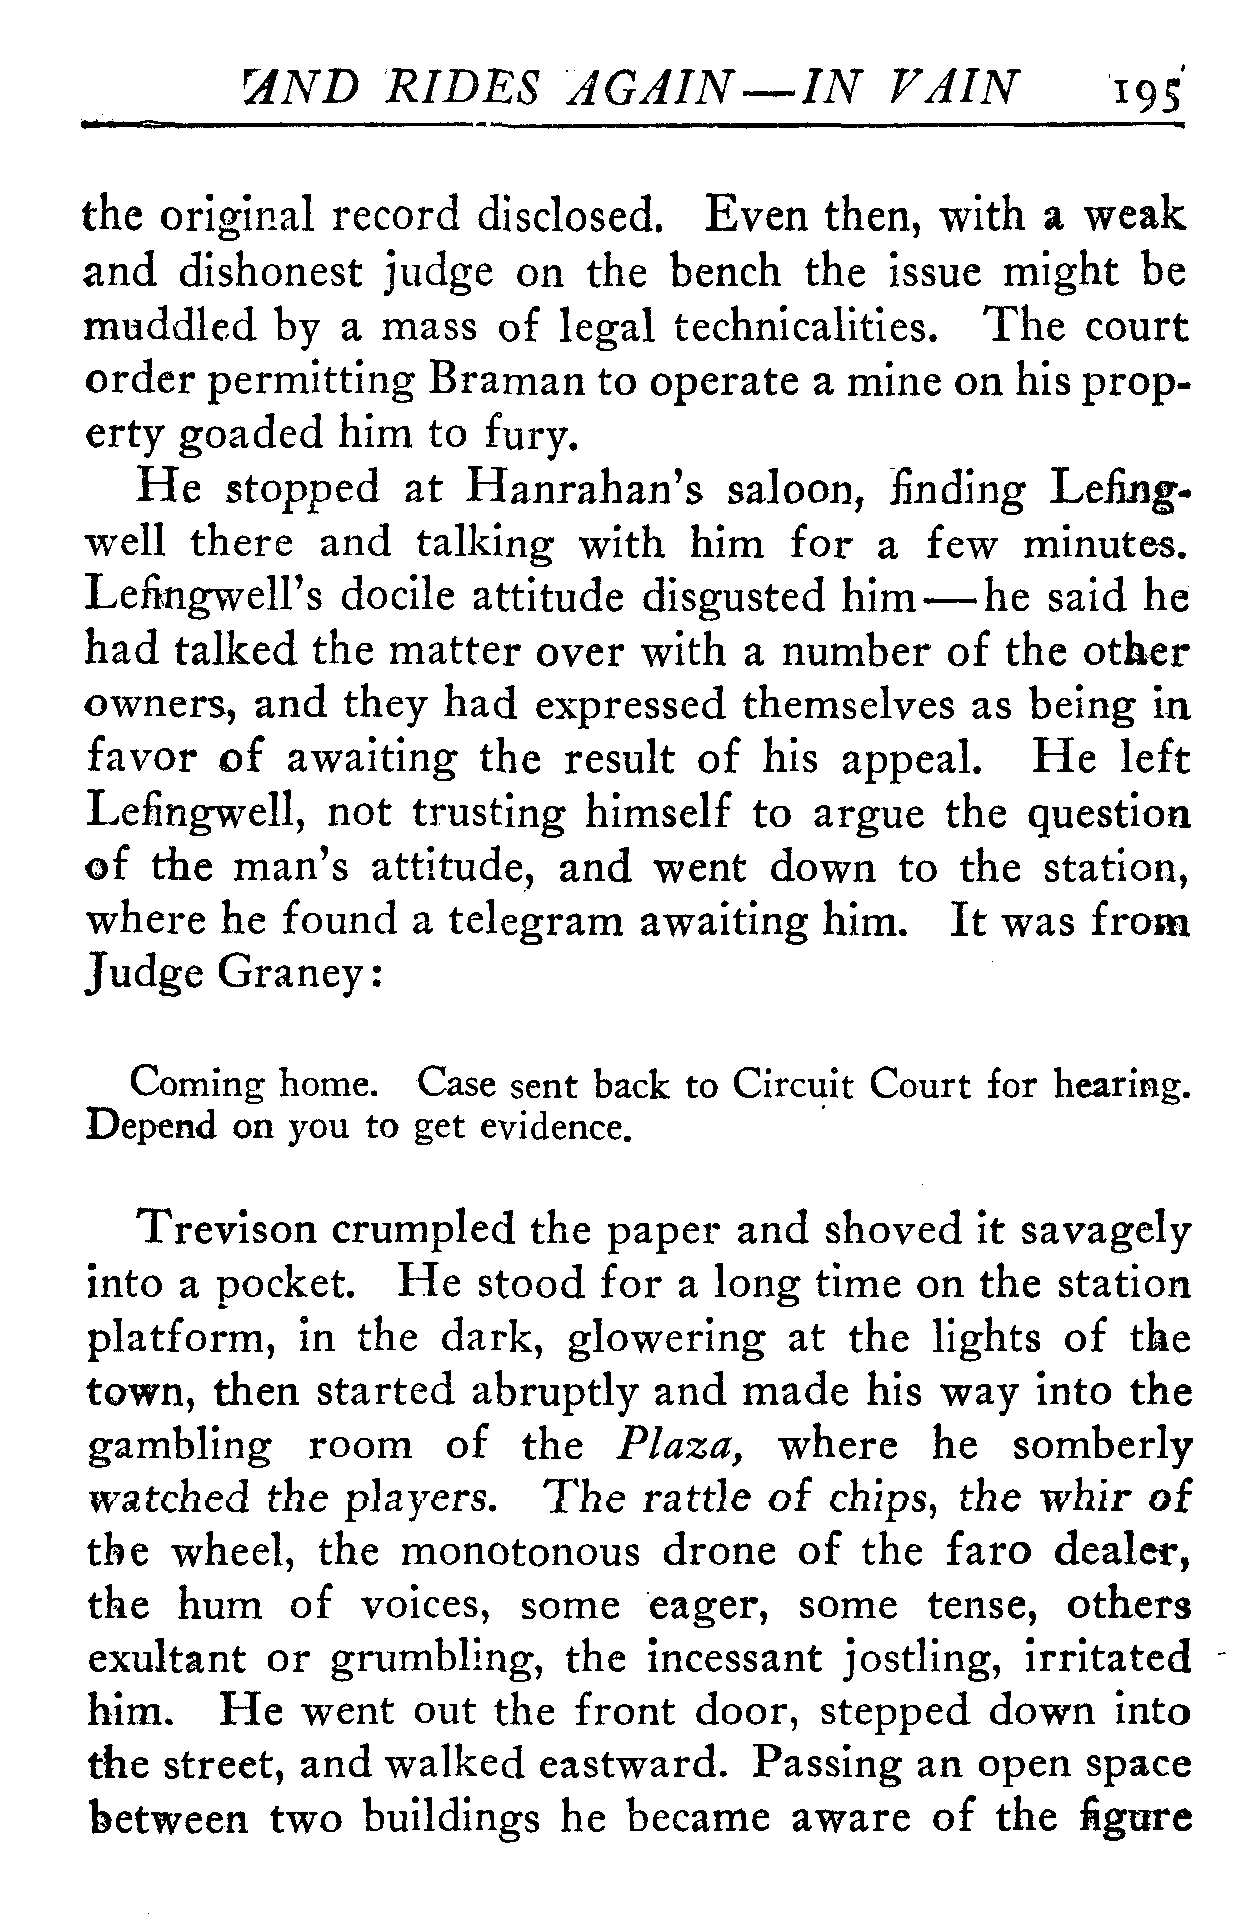 AND RIDES AGAIN—IN VAIN 195
the original record disclosed. Even then, with a weak
and dishonest judge on the bench the issue might be
muddled by a mass of legal technicalities. The court
order permitting Braman to operate a mine on his prop-
erty goaded him to fury.
He stopped at Hanrahan's saloon, finding Lefing-
well there and talking with him for a few minutes.
Lefingwell's docile attitude disgusted him—he said he
had talked the matter over with a number of the other
owners, and they had expressed themselves as being in
favor of awaiting the result of his appeal. He left
Lefingwell, not trusting himself to argue the question
of the man's attitude, and went down to the station,
where he found a telegram awaiting him. It was from
Judge Graney:
Coming home. Case sent back to Circuit Court for hearing.
Depend on you to get evidence.
Trevison crumpled the paper and shoved it savagely
into a pocket. He stood for a long time on the station
platform, in the dark, glowering at the lights of the
town, then started abruptly and made his way into the
gambling room of the Plaza, where he somberly
watched the players. The rattle of chips, the whir of
the wheel, the monotonous drone of the faro dealer,
the hum of voices, some eager, some tense, others
exultant or grumbling, the incessant jostling, irritated
him. He went out the front door, stepped down into
the street, and walked eastward. Passing an open space
between two buildings he became aware of the figure